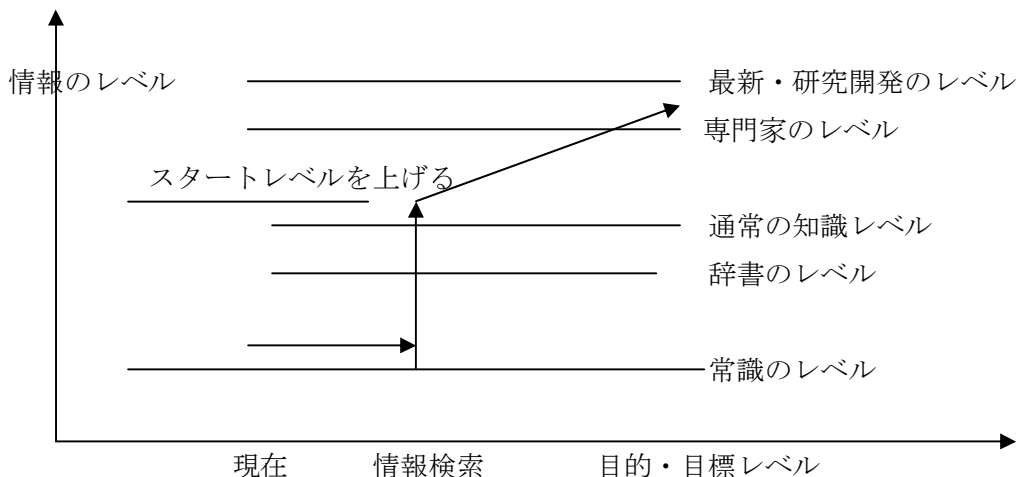 情報のレベル
最新・研究開発のレベル
専門家のレベル
スタートレベルを上げる
通常の知識レベル
辞書のレベル
常識のレベル
現在 情報検索 目的・目標レベル